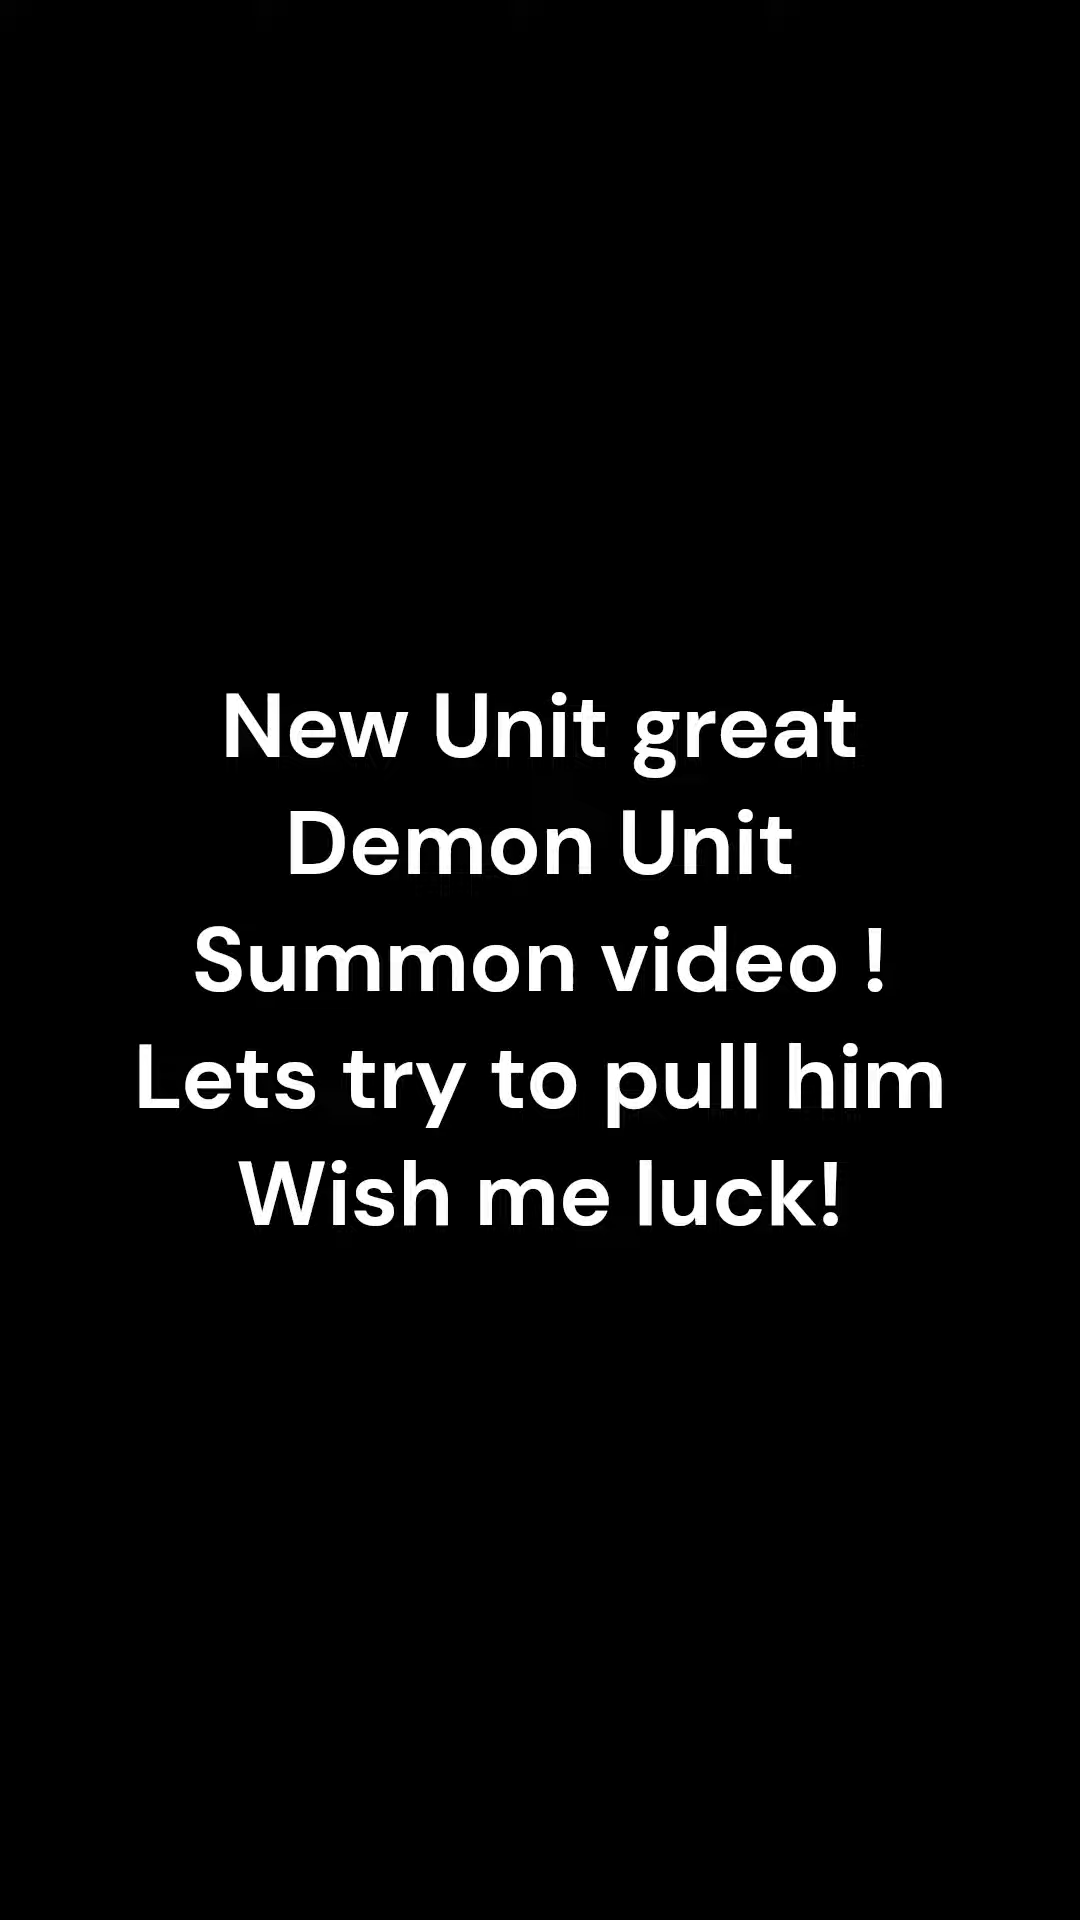 New Unit great
Demon Unit
Summon video !
Lets try to pull him
Wish me luck!